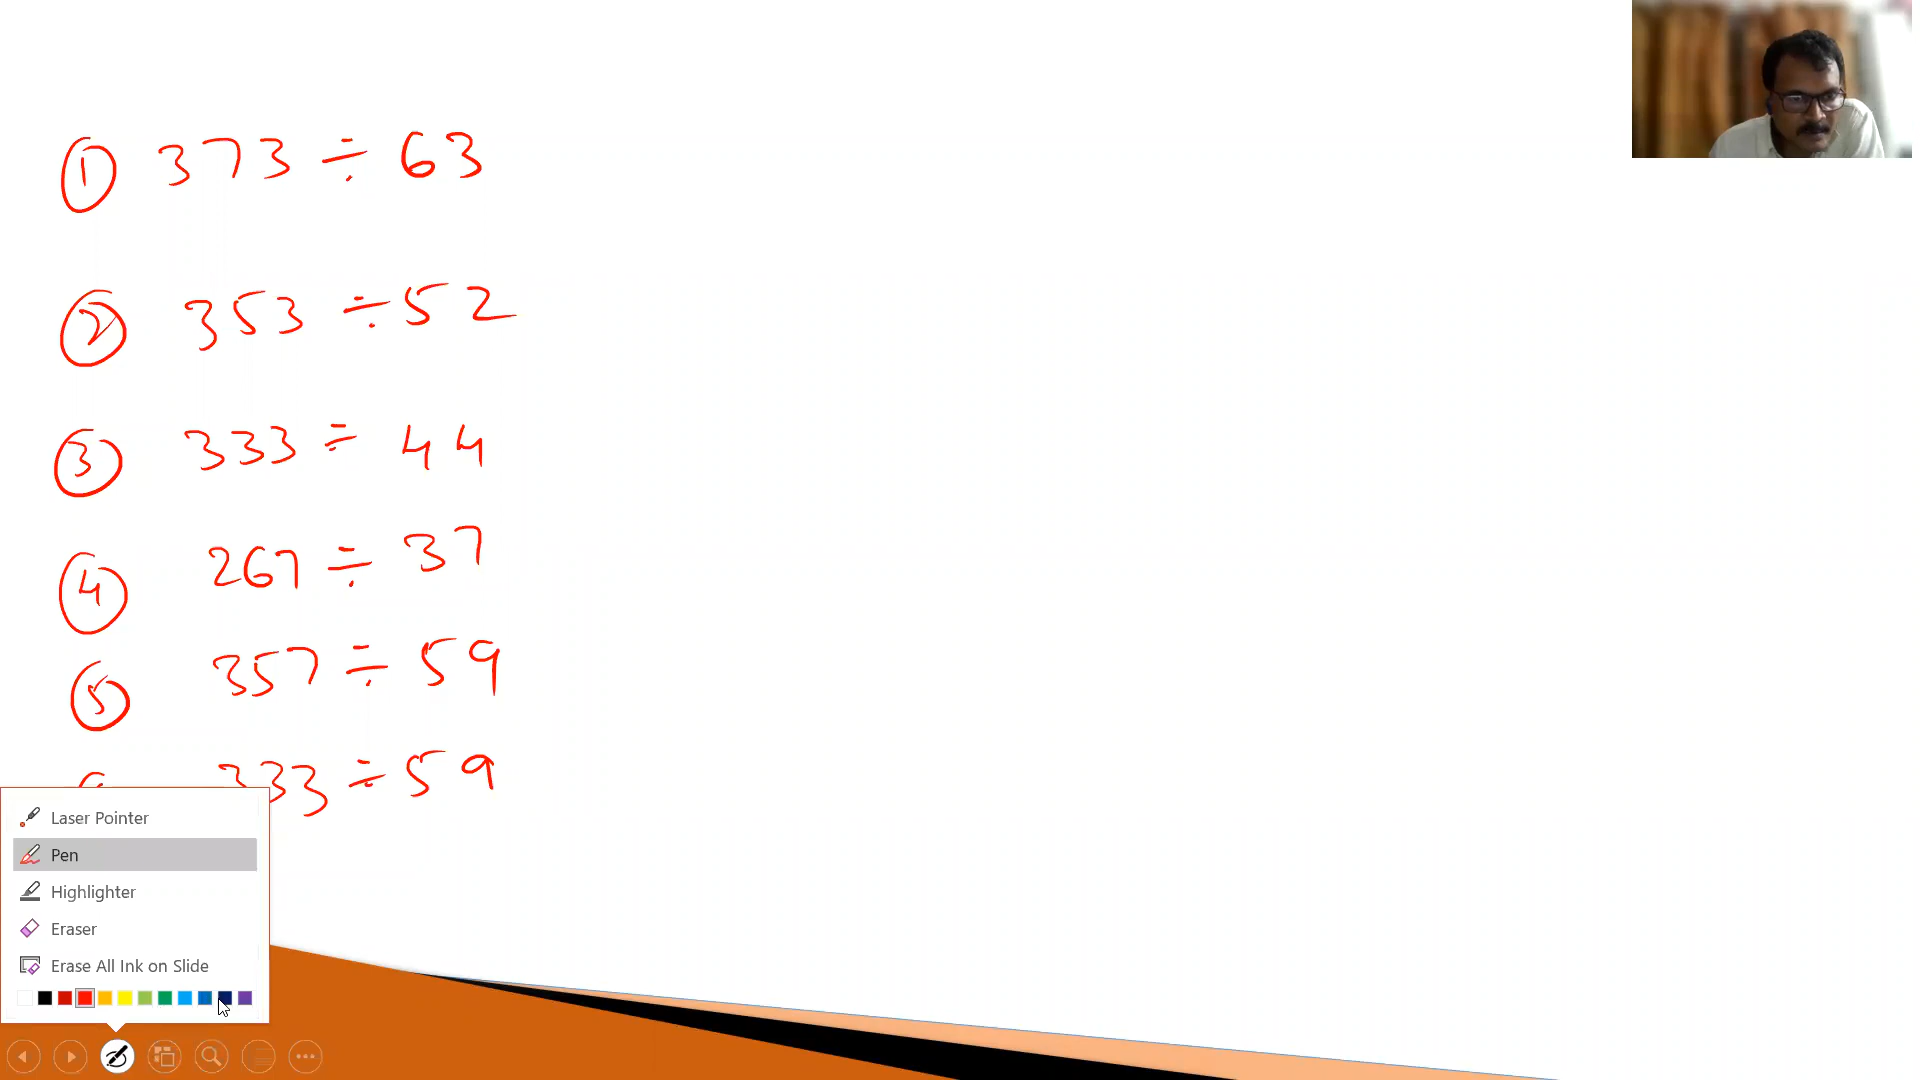 ① 373 ÷ 63
② 353 ÷ 52
③ 333 ÷ 44
④ 267 ÷ 37
⑤ 357 ÷ 59
333 ÷ 59
Laser Pointer
Pen
Highlighter
Eraser
Erase All Ink on Slide